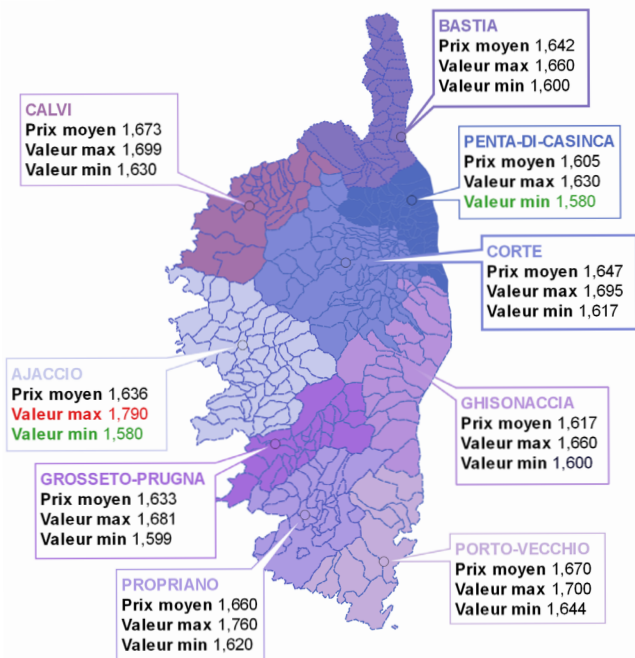 BASTIA
Prix moyen 1,642
Valeur max 1,660
Valeur min 1,600
CALVI
Prix moyen 1,673
Valeur max 1,699
Valeur min 1,630
PENTA-DI-CASINCA
Prix moyen 1,605
Valeur max 1,630
Valeur min 1,580
CORTE
Prix moyen 1,647
Valeur max 1,695
Valeur min 1,617
AJACCIO
Prix moyen 1,636
Valeur max 1,790
Valeur min 1,580
GHISONACCIA
Prix moyen 1,617
Valeur max 1,660
Valeur min 1,600
GROSSETO-PRUGNA
Prix moyen 1,633
Valeur max 1,681
Valeur min 1,599
PORTO-VECCHIO
Prix moyen 1,670
Valeur max 1,700
Valeur min 1,644
PROPRIANO
Prix moyen 1,660
Valeur max 1,760
Valeur min 1,620